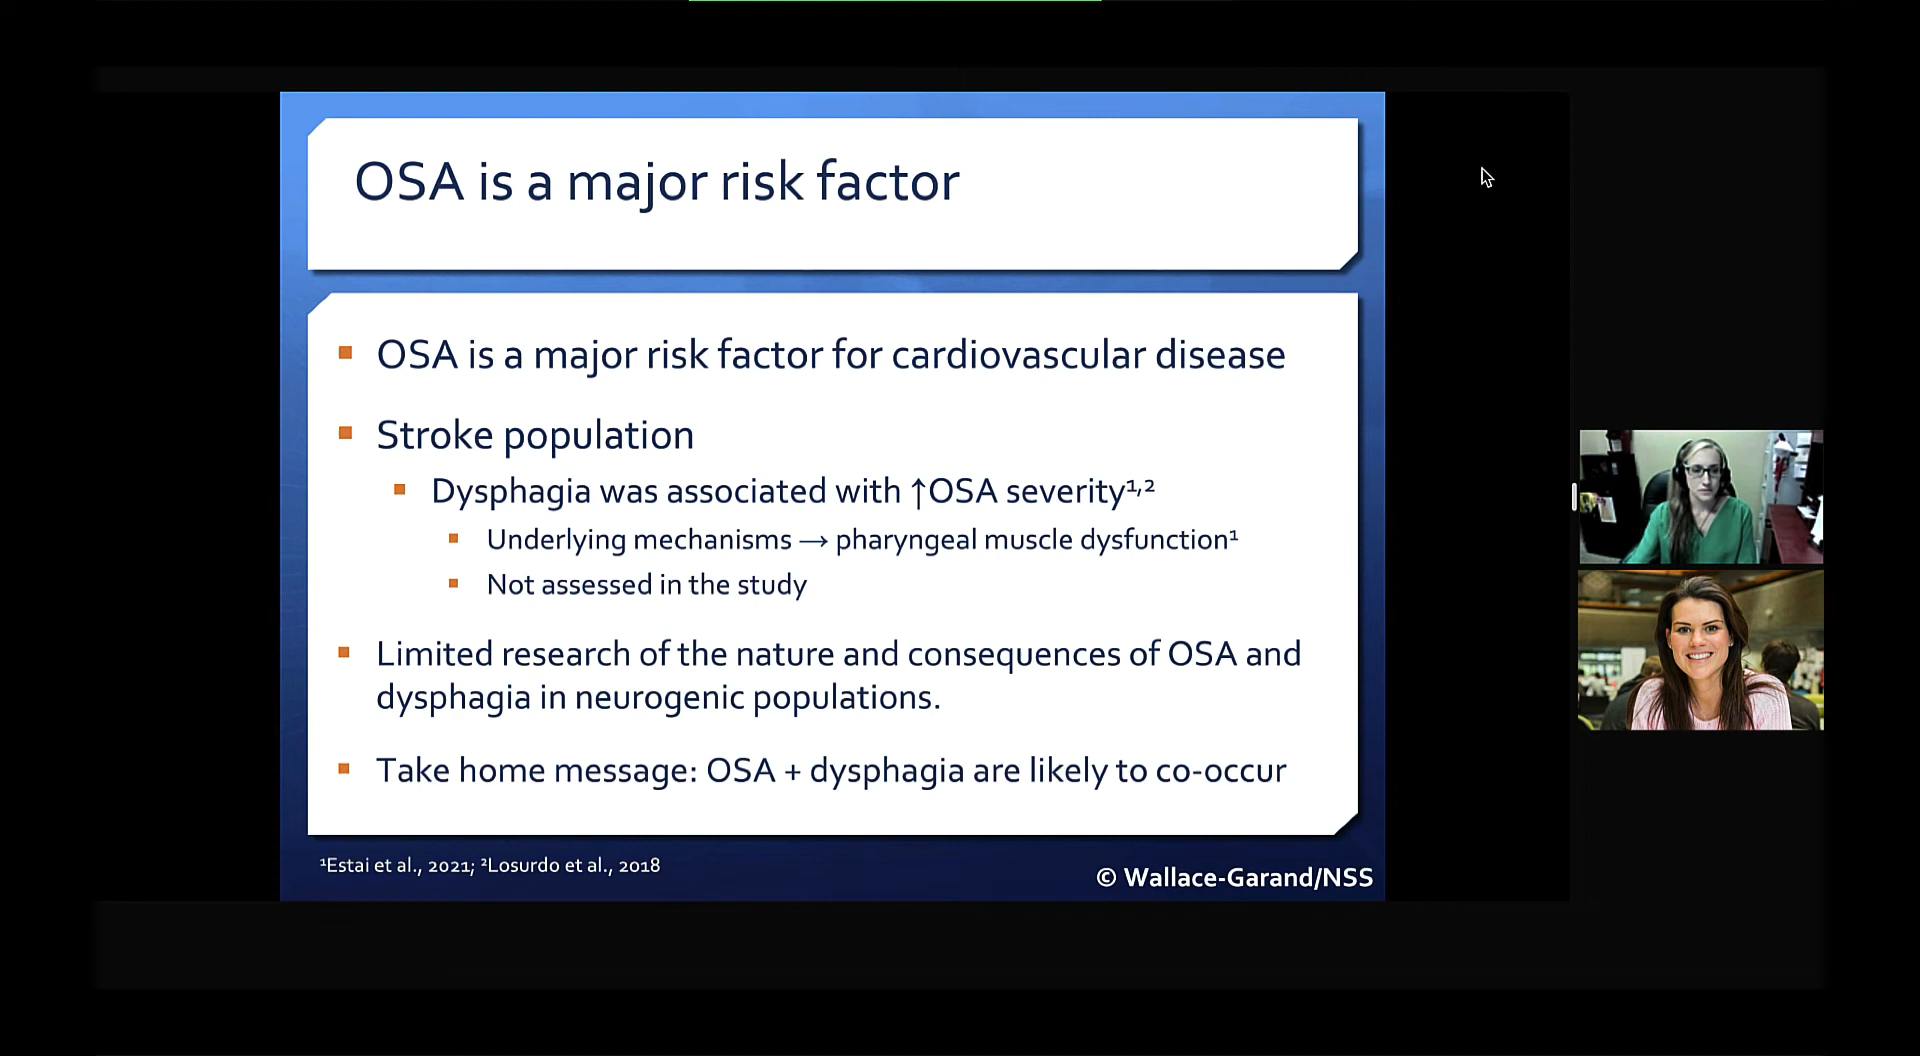 OSA is a major risk factor
OSA is a major risk factor for cardiovascular disease
Stroke population
Dysphagia was associated with ↑OSA severity¹,²
Underlying mechanisms → pharyngeal muscle dysfunction¹
Not assessed in the study
Limited research of the nature and consequences of OSA and
dysphagia in neurogenic populations.
Take home message: OSA + dysphagia are likely to co-occur
¹Estai et al., 2021; ²Losurdo et al., 2018
© Wallace-Garand/NSS